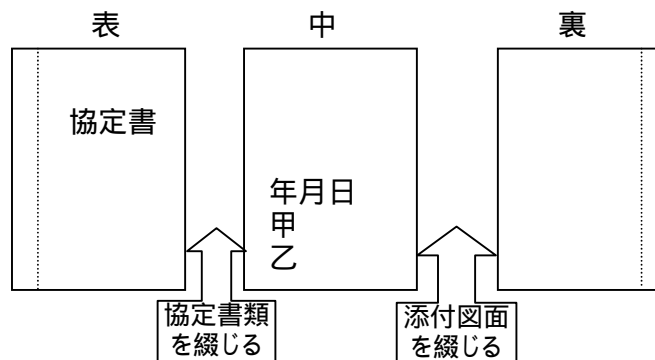 表
中
裏
協定書
年月日
甲
乙
協定書類
を綴じる
添付図面
を綴じる